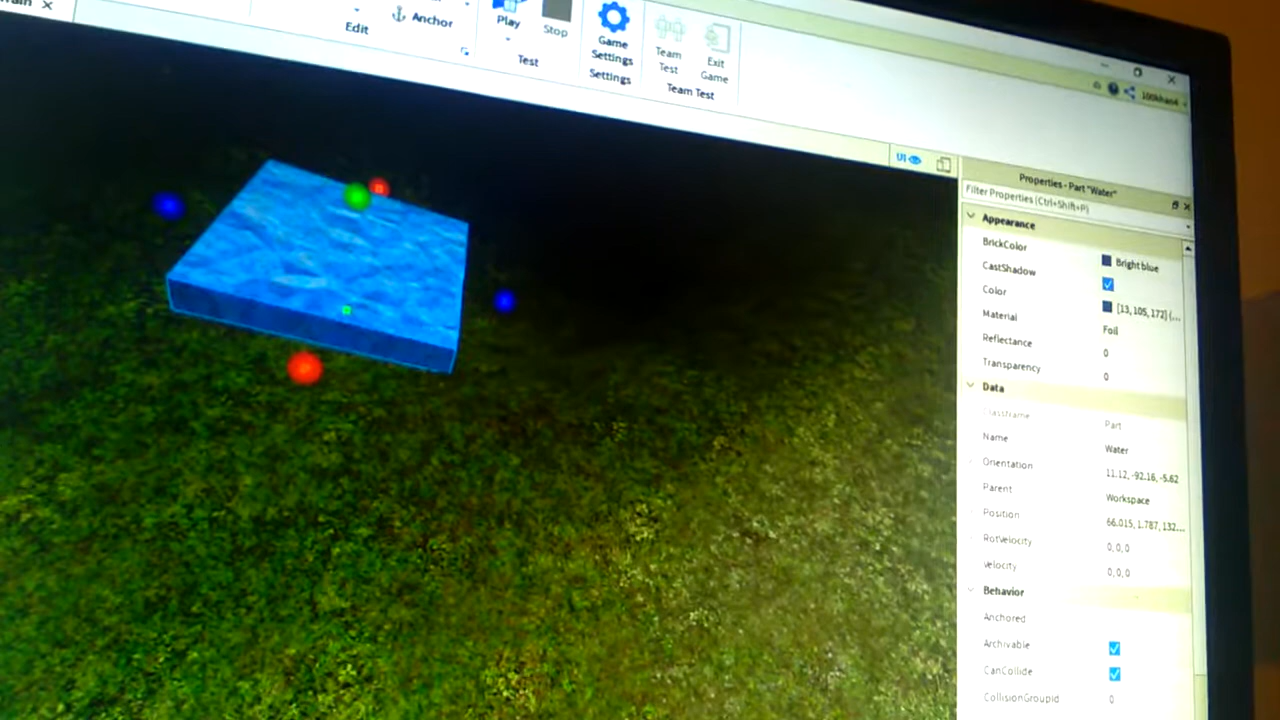 Edit
Anchor
Play
Stop
Test
Game
Settings
Settings
Team
Test
Exit
Game
Team Test
100khan4
UI
Properties - Part "Water"
Filter Properties (Ctrl+Shift+P)
Appearance
BrickColor Bright blue
CastShadow
Color [13, 105, 172] (...
Material Foil
Reflectance 0
Transparency 0
Data
ClassName Part
Name Water
Orientation 11.12, -92.16, -5.62
Parent Workspace
Position 66.015, 1.787, 132...
RotVelocity 0, 0, 0
Velocity 0, 0, 0
Behavior
Anchored
Archivable
CanCollide
CollisionGroupId 0